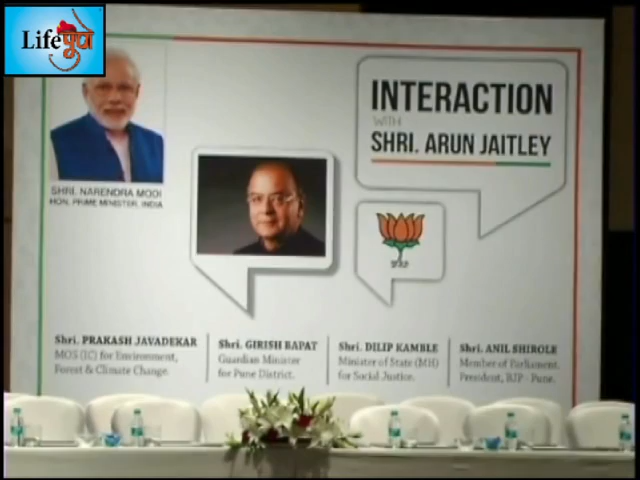 Life पुणे
INTERACTION
WITH
SHRI. ARUN JAITLEY
SHRI. NARENDRA MODI
HON. PRIME MINISTER, INDIA
Shri. PRAKASH JAVADEKAR
MOS (IC) for Environment,
Forest & Climate Change.
Shri. GIRISH BAPAT
Guardian Minister
for Pune District.
Shri. DILIP KAMBLE
Minister of State (MH)
for Social Justice.
Shri. ANIL SHIROLE
Member of Parliament.
President, BJP - Pune.